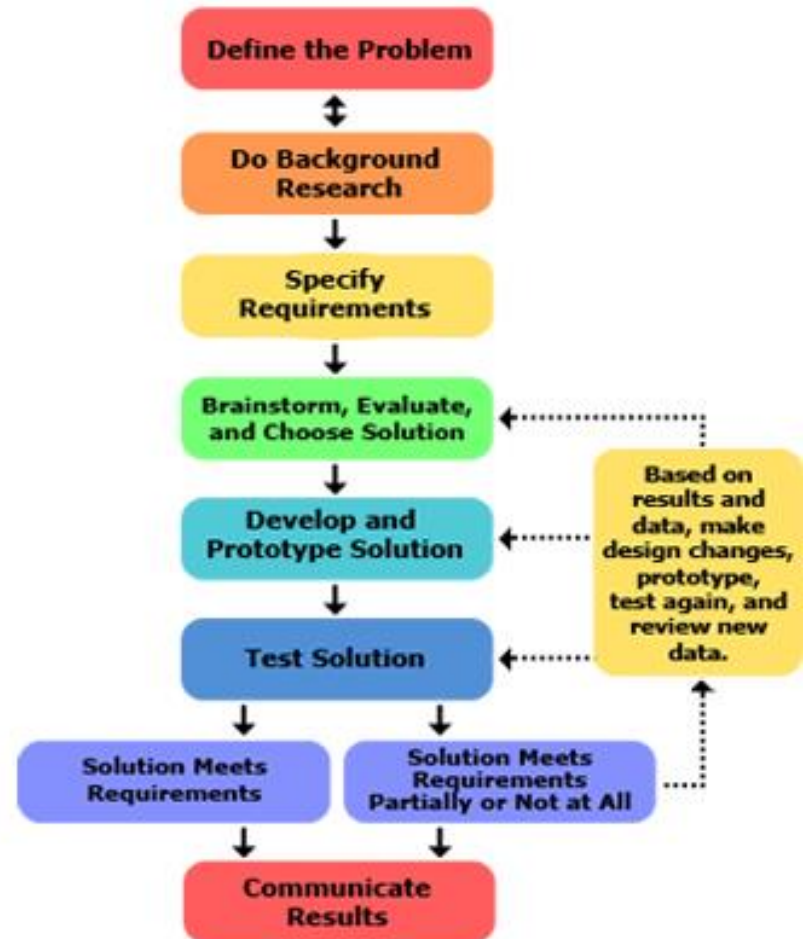 Define the Problem
Do Background
Research
Specify
Requirements
Brainstorm, Evaluate,
and Choose Solution
Based on
results and
data, make
design changes,
prototype,
test again, and
review new
data.
Develop and
Prototype Solution
Test Solution
Solution Meets
Requirements
Solution Meets
Requirements
Partially or Not at All
Communicate
Results